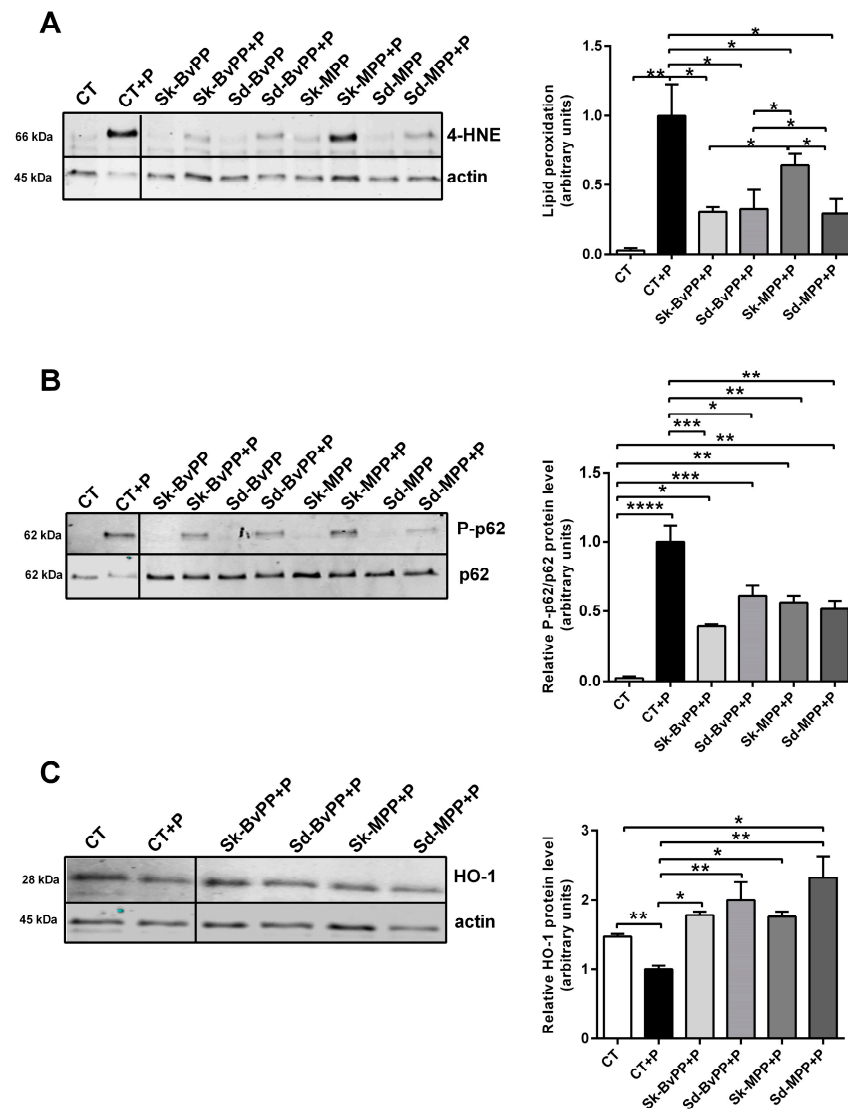 A
CT
CT+P
Sk-BvPP
Sk-BvPP+P
Sd-BvPP
Sd-BvPP+P
Sk-MPP
Sk-MPP+P
Sd-MPP
Sd-MPP+P
66 kDa
4-HNE
45 kDa
actin
Lipid peroxidation
(arbitrary units)
1.5
1.0
0.5
0.0
*
*
*
** *
*
*
* *
CT
CT+P
Sk-BvPP+P
Sd-BvPP+P
Sk-MPP+P
Sd-MPP+P
B
CT
CT+P
Sk-BvPP
Sk-BvPP+P
Sd-BvPP
Sd-BvPP+P
Sk-MPP
Sk-MPP+P
Sd-MPP
Sd-MPP+P
62 kDa
P-p62
62 kDa
p62
Relative P-p62/p62 protein level
(arbitrary units)
1.5
1.0
0.5
0.0
**
**
*
***
**
**
***
*
****
CT
CT+P
Sk-BvPP+P
Sd-BvPP+P
Sk-MPP+P
Sd-MPP+P
C
CT
CT+P
Sk-BvPP+P
Sd-BvPP+P
Sk-MPP+P
Sd-MPP+P
28 kDa
HO-1
45 kDa
actin
Relative HO-1 protein level
(arbitrary units)
3
2
1
0
*
**
*
**
*
**
CT
CT+P
Sk-BvPP+P
Sd-BvPP+P
Sk-MPP+P
Sd-MPP+P